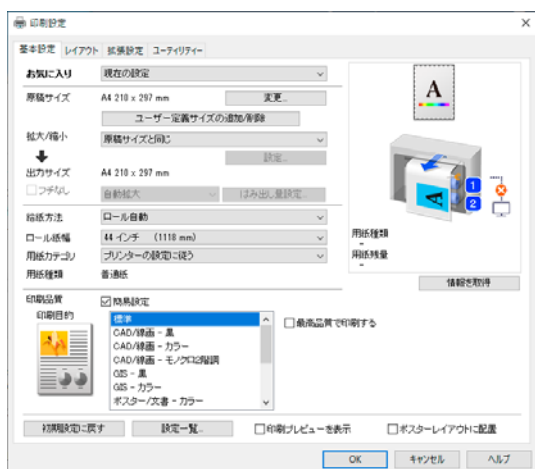 印刷設定
基本設定 レイアウト 拡張設定 ユーティリティー
お気に入り 現在の設定
原稿サイズ A4 210 x 297 mm 変更...
ユーザー定義サイズの追加/削除
拡大/縮小 原稿サイズと同じ
設定...
出力サイズ A4 210 x 297 mm
フチなし 自動拡大 はみ出し量設定...
給紙方法 ロール自動
ロール紙幅 44 インチ (1118 mm)
用紙カテゴリ プリンターの設定に従う
用紙種類 普通紙
A
A
1
2
用紙種類
-
用紙残量
-
情報を取得
印刷品質 簡易設定
印刷目的 標準
CAD/線画 - 黒
CAD/線画 - カラー
CAD/線画 - モノクロ2階調
GIS - 黒
GIS - カラー
ポスター/文書 - カラー
最高品質で印刷する
初期設定に戻す 設定一覧... 印刷プレビューを表示 ポスターレイアウトに配置
OK キャンセル ヘルプ